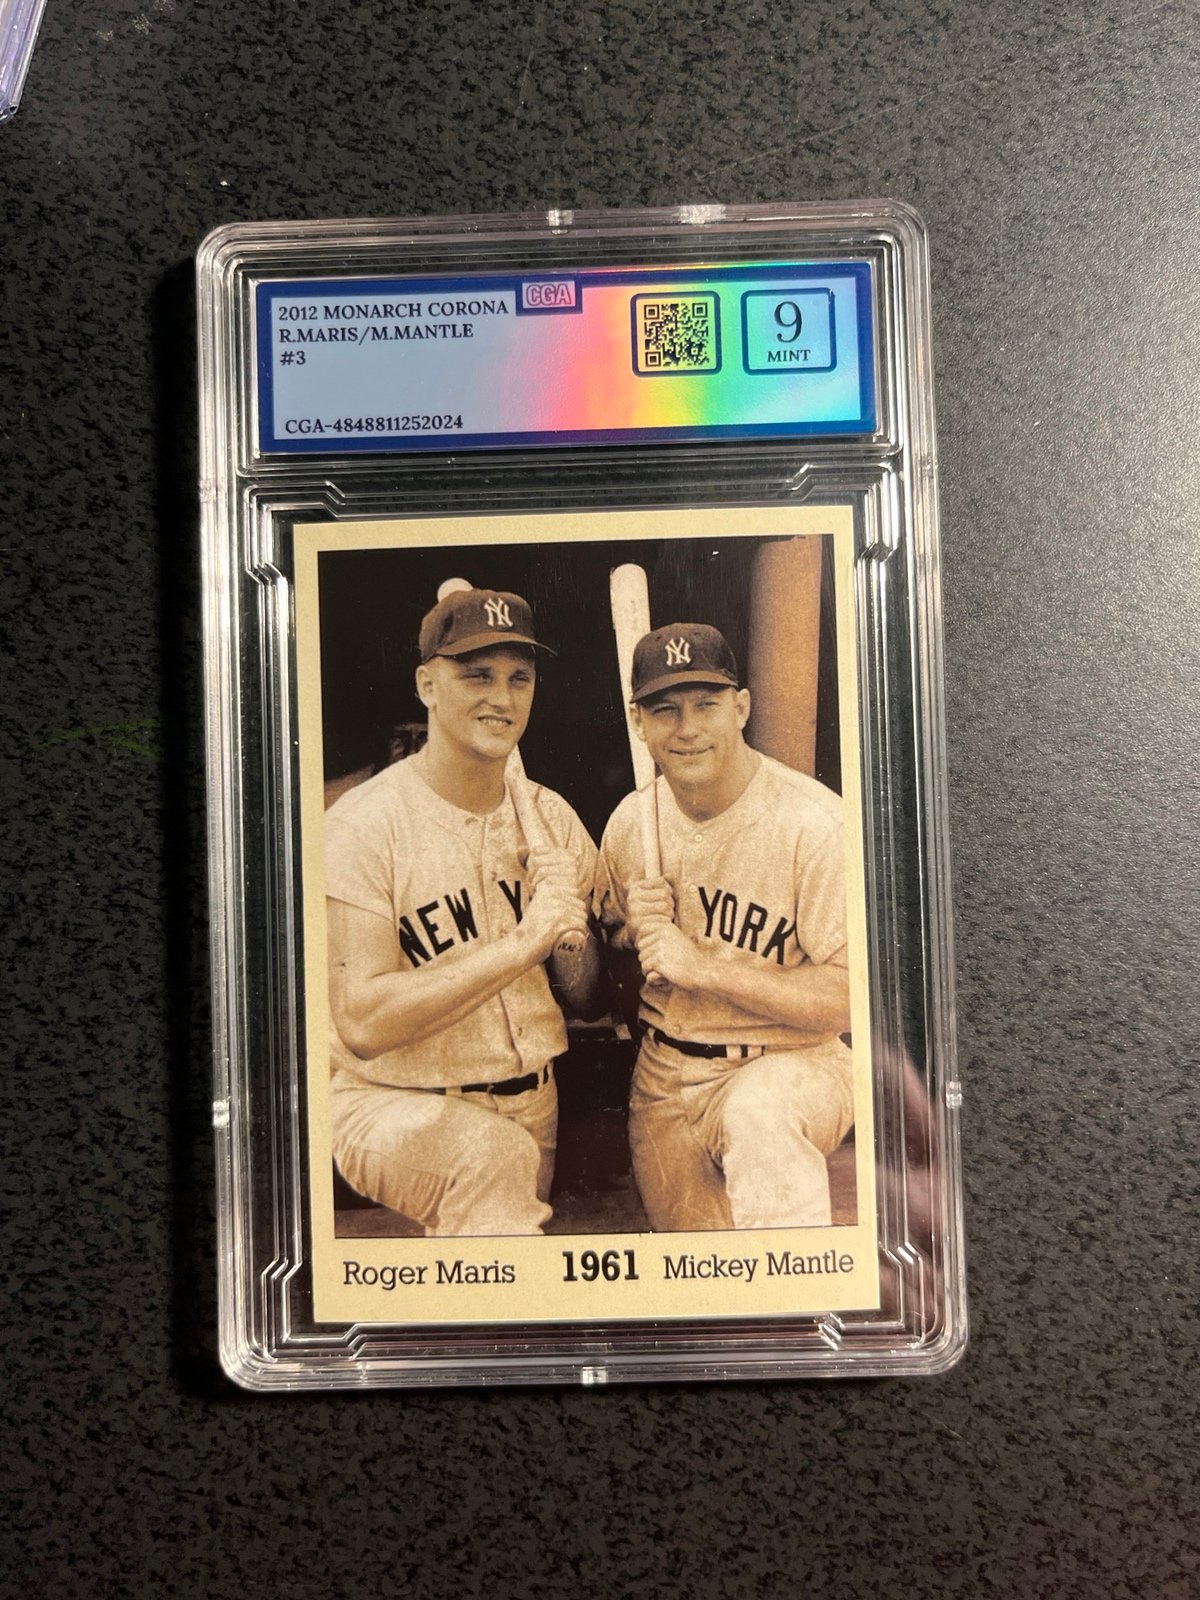 2012 MONARCH CORONA
R.MARIS/M.MANTLE
#3
CGA-4848811252024
CGA
9
MINT
NY
NY
NEW Y
YORK
Roger Maris 1961 Mickey Mantle